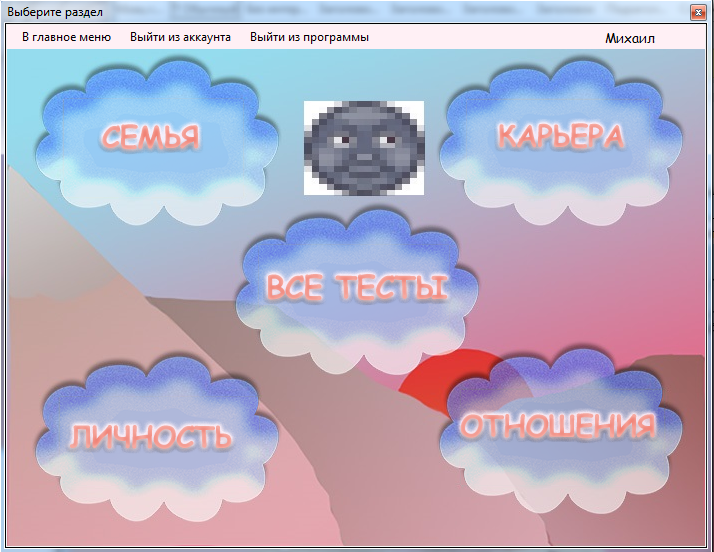 Выберите раздел
В главное меню Выйти из аккаунта Выйти из программы Михаил
СЕМЬЯ
КАРЬЕРА
ВСЕ ТЕСТЫ
ЛИЧНОСТЬ
ОТНОШЕНИЯ